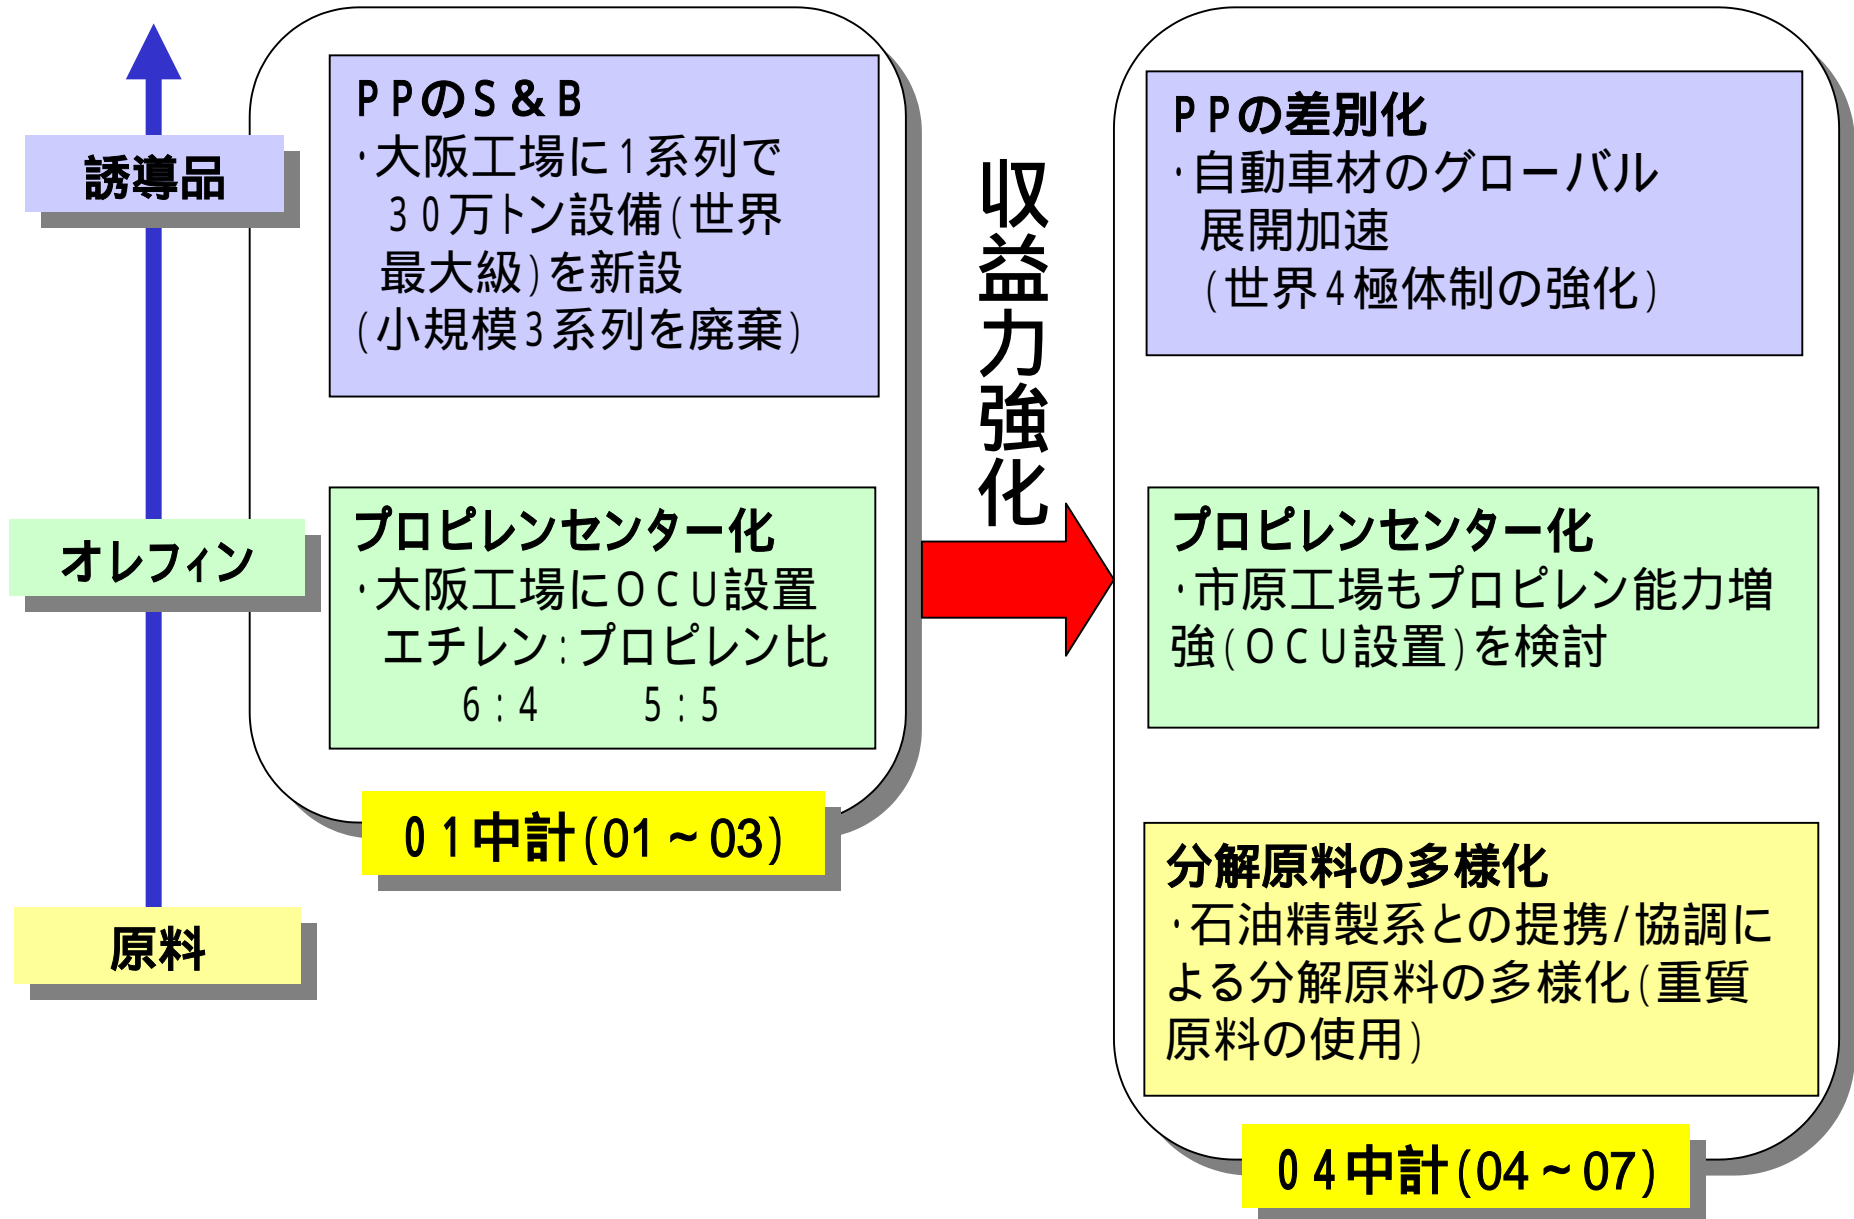 誘導品
オレフィン
原料
PPのS&B
・大阪工場に1系列で
30万トン設備(世界
最大級)を新設
(小規模3系列を廃棄)
プロピレンセンター化
・大阪工場にOCU設置
エチレン:プロピレン比
6:4　5:5
01中計(01~03)
収益力強化
PPの差別化
・自動車材のグローバル
展開加速
(世界4極体制の強化)
プロピレンセンター化
・市原工場もプロピレン能力増
強(OCU設置)を検討
分解原料の多様化
・石油精製系との提携/協調に
よる分解原料の多様化(重質
原料の使用)
04中計(04~07)